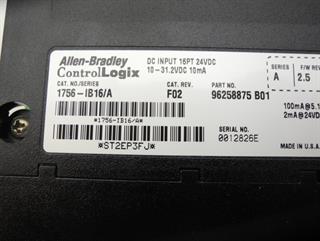 Allen-Bradley
ControlLogix
DC INPUT 16PT 24VDC
10-31.2VDC 10mA
SERIES
A
F/W REV
2.5
CAT. NO./SERIES
1756-IB16/A
CAT. REV.
F02
PART NO.
96258875 B01
*1756-IB16/A*
100mA@5.1
2mA@24VDC
*ST2EP3FJ*
SERIAL NO.
0012826E
MADE IN U.S.A.